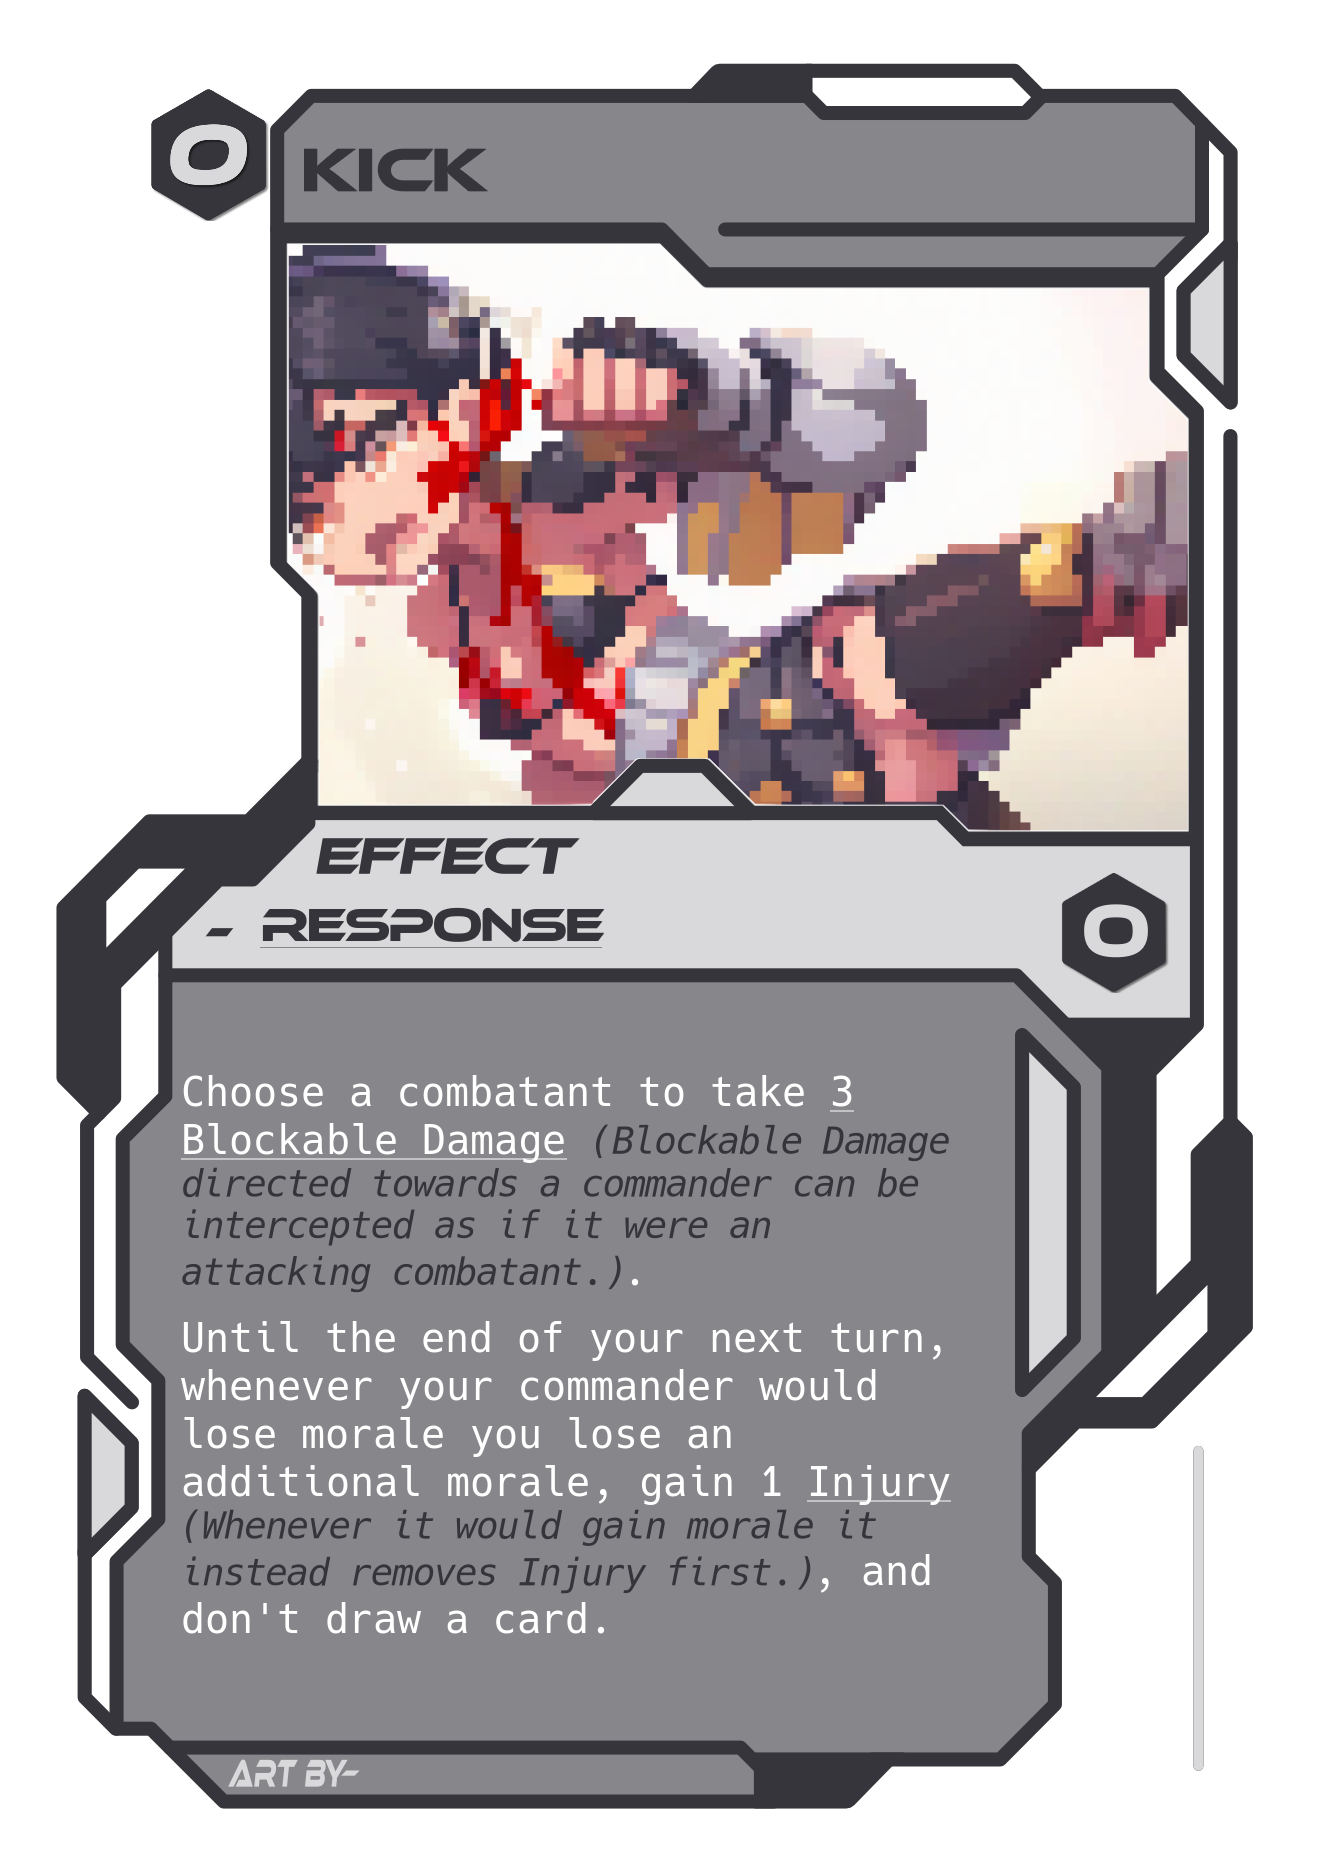 0
KICK
EFFECT
- RESPONSE
0
Choose a combatant to take 3
Blockable Damage (Blockable Damage
directed towards a commander can be
intercepted as if it were an
attacking combatant.).
Until the end of your next turn,
whenever your commander would
lose morale you lose an
additional morale, gain 1 Injury
(Whenever it would gain morale it
instead removes Injury first.), and
don't draw a card.
ART BY-